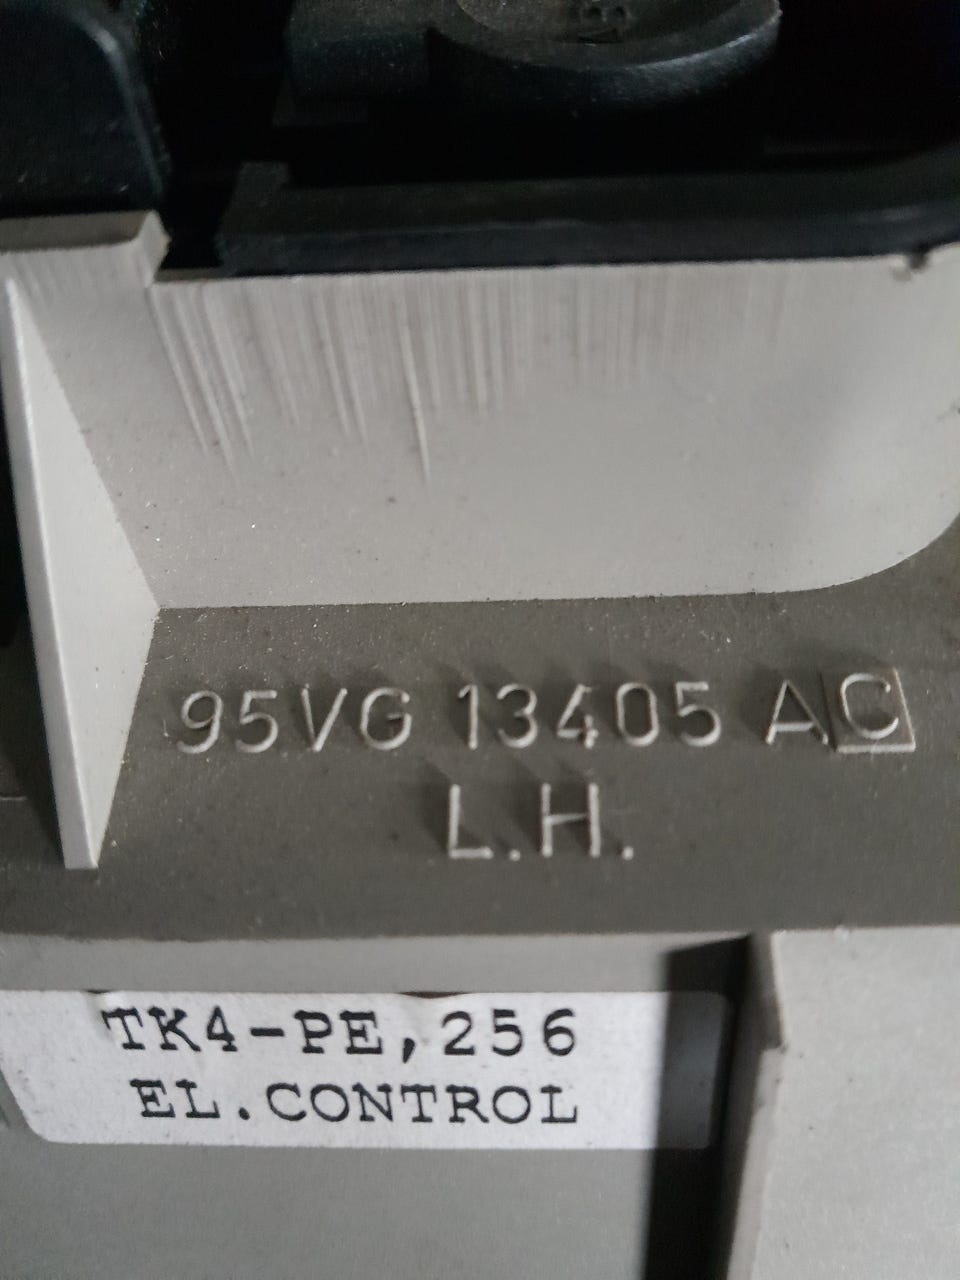 95VG 13405 AC
L.H.
TK4-PE,256
EL.CONTROL